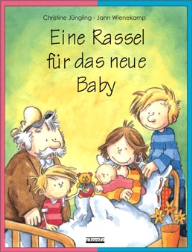 Christine Jüngling · Jann Wienekamp
Eine Rassel
für das neue
Baby